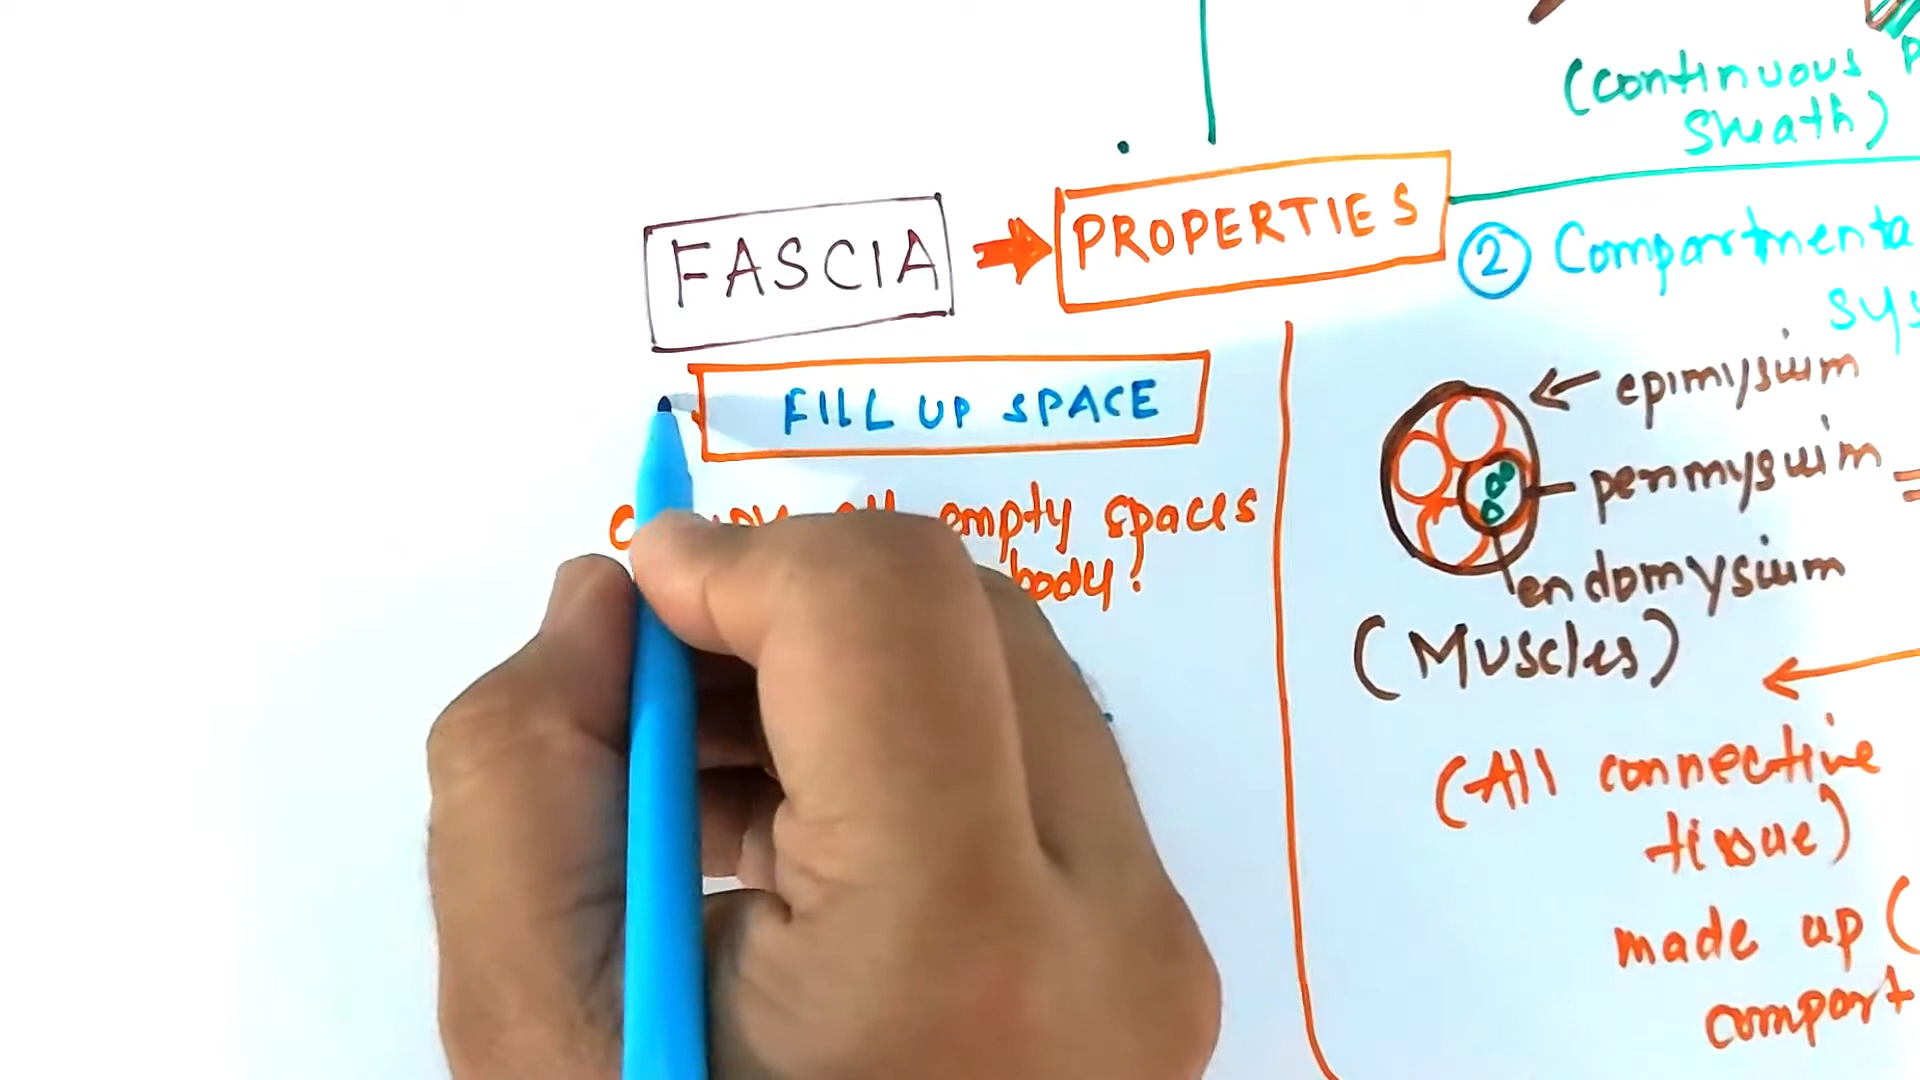 (continuous P
Sheath)
FASCIA
PROPERTIES
② Compartmenta
sys
FILL UP SPACE
all empty spaces
body!
epimysium
perimysium
endomysium
(Muscles)
(All connective
tissue)
made up (
compart